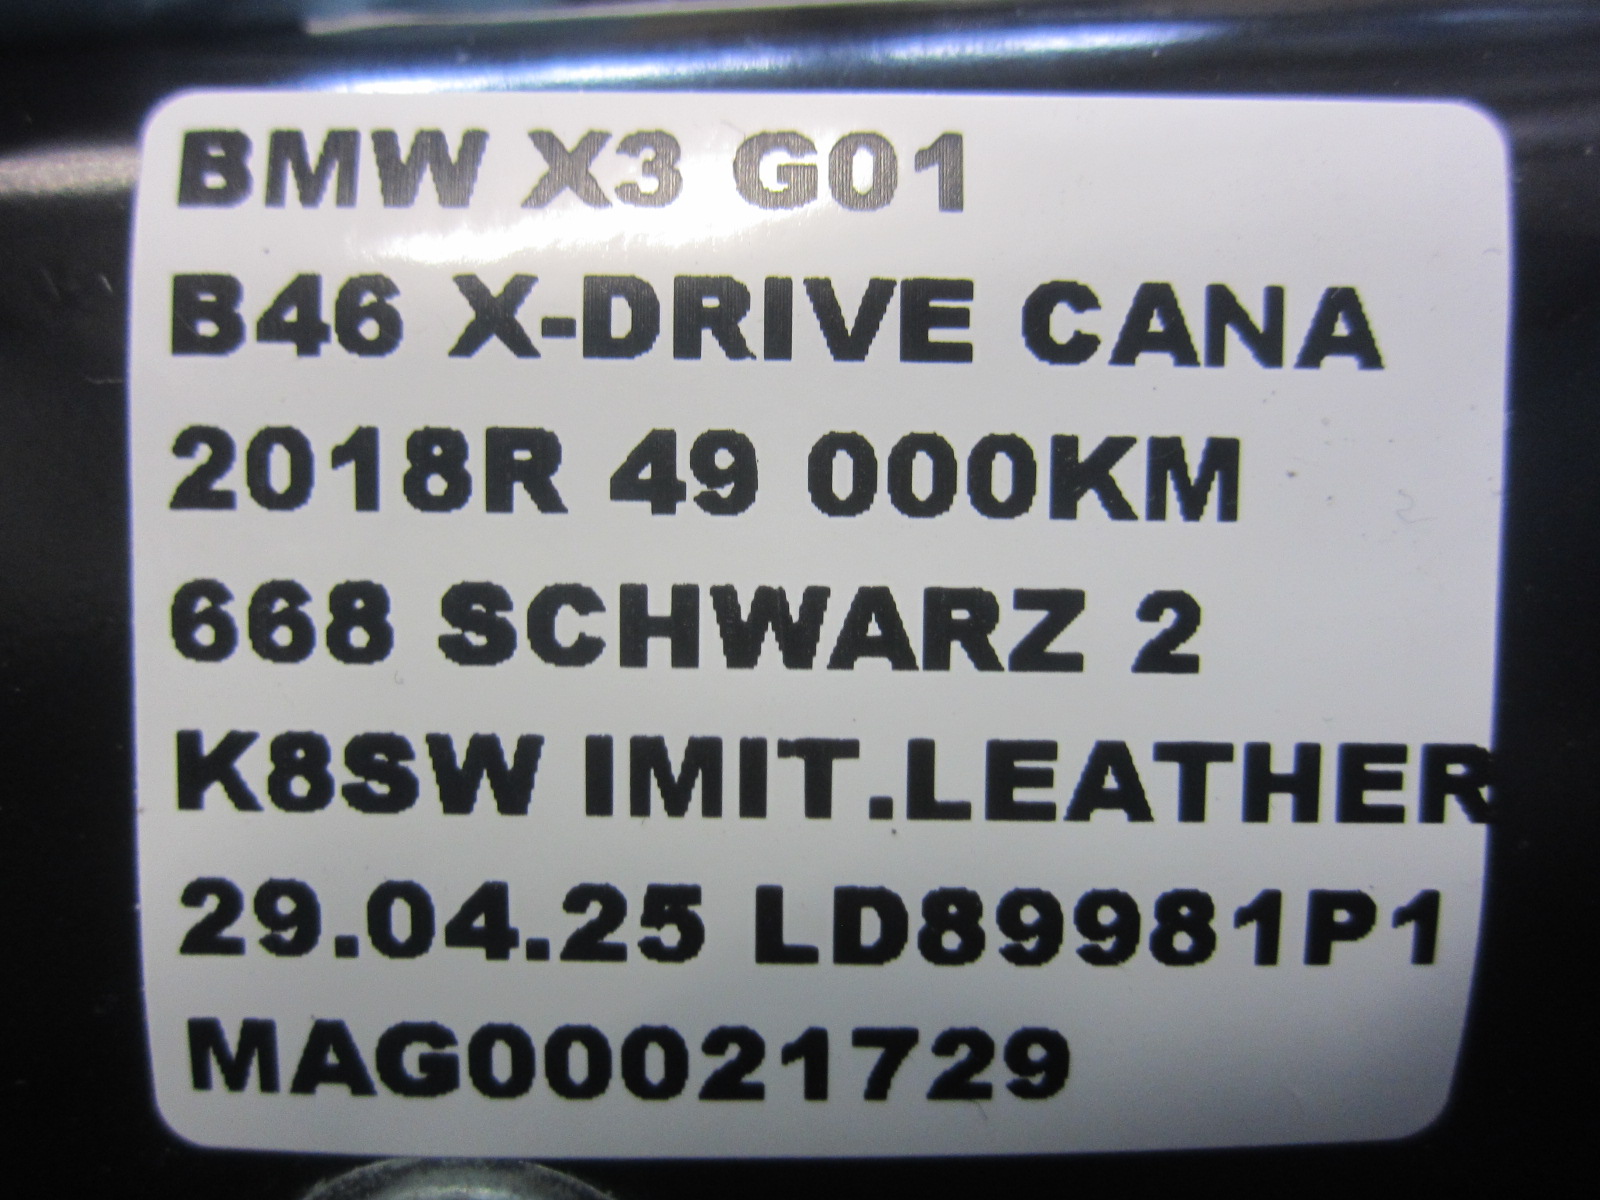 BMW X3 G01
B46 X-DRIVE CANA
2018R 49 000KM
668 SCHWARZ 2
K8SW IMIT.LEATHER
29.04.25 LD89981P1
MAG00021729